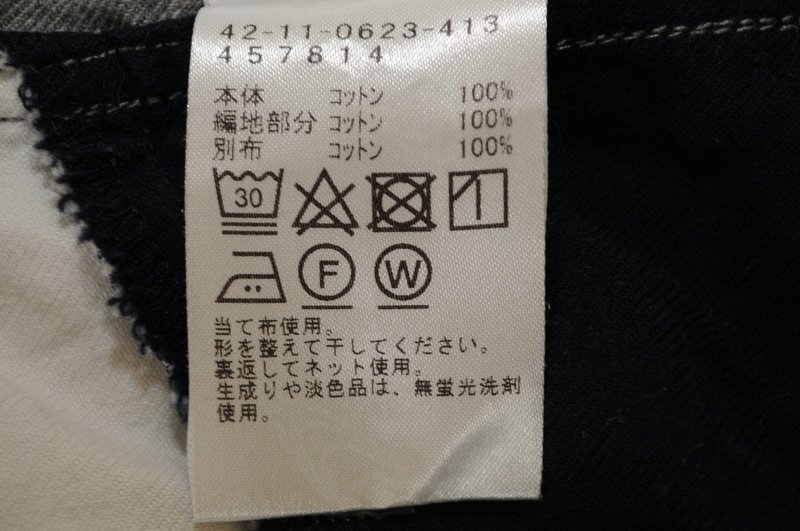 42-11-0623-413
457814
本体 コットン 100%
編地部分 コットン 100%
別布 コットン 100%
30
F W
当て布使用。
形を整えて干してください。
裏返してネット使用。
生成りや淡色品は、無蛍光洗剤
使用。